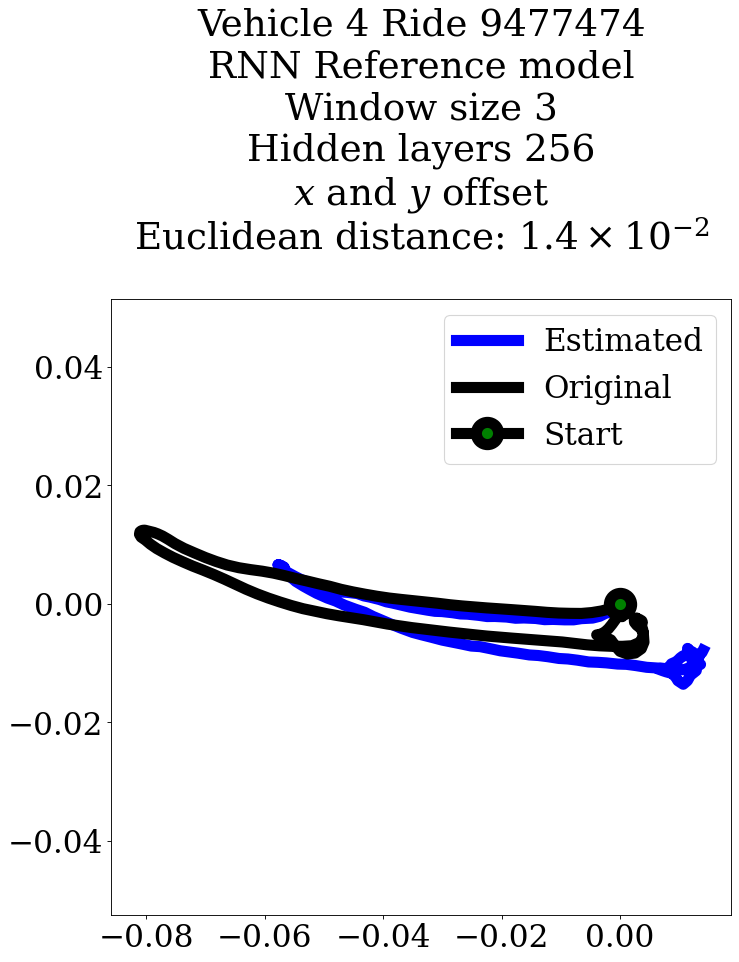 Vehicle 4 Ride 9477474
RNN Reference model
Window size 3
Hidden layers 256
x and y offset
Euclidean distance: 1.4 × 10⁻²
Estimated
Original
Start
0.04
0.02
0.00
−0.02
−0.04
−0.08 −0.06 −0.04 −0.02 0.00